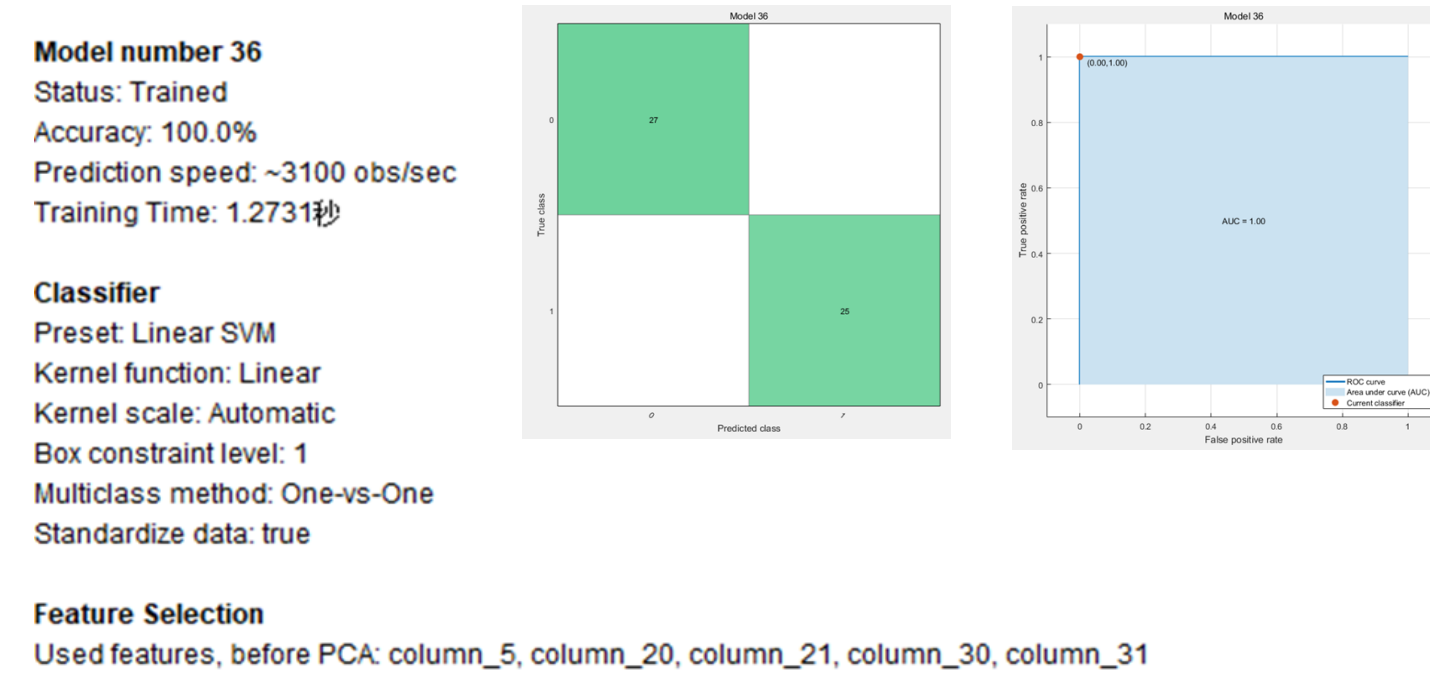 Model number 36
Status: Trained
Accuracy: 100.0%
Prediction speed: ~3100 obs/sec
Training Time: 1.2731秒
Classifier
Preset: Linear SVM
Kernel function: Linear
Kernel scale: Automatic
Box constraint level: 1
Multiclass method: One-vs-One
Standardize data: true
Feature Selection
Used features, before PCA: column_5, column_20, column_21, column_30, column_31
Model 36
True class
0
27
1
25
0
1
Predicted class
Model 36
True positive rate
1
0.8
0.6
0.4
0.2
0
(0.00,1.00)
AUC = 1.00
ROC curve
Area under curve (AUC)
Current classifier
0
0.2
0.4
0.6
0.8
1
False positive rate